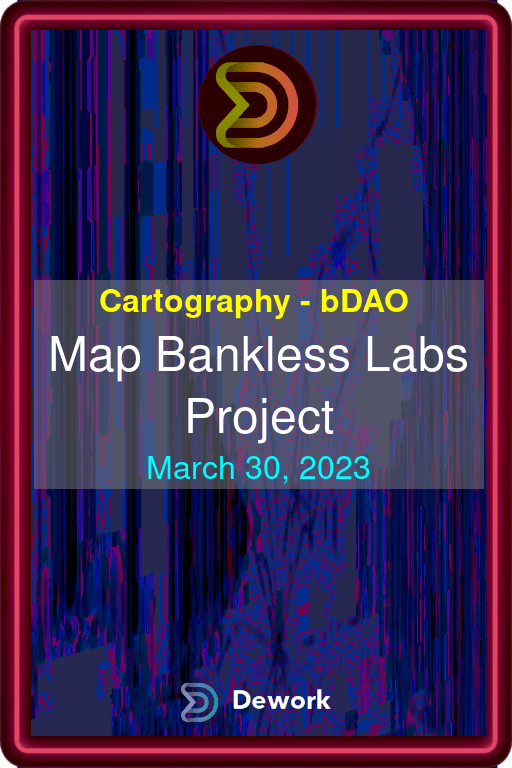 Cartography - bDAO
Map Bankless Labs
Project
March 30, 2023
Dework